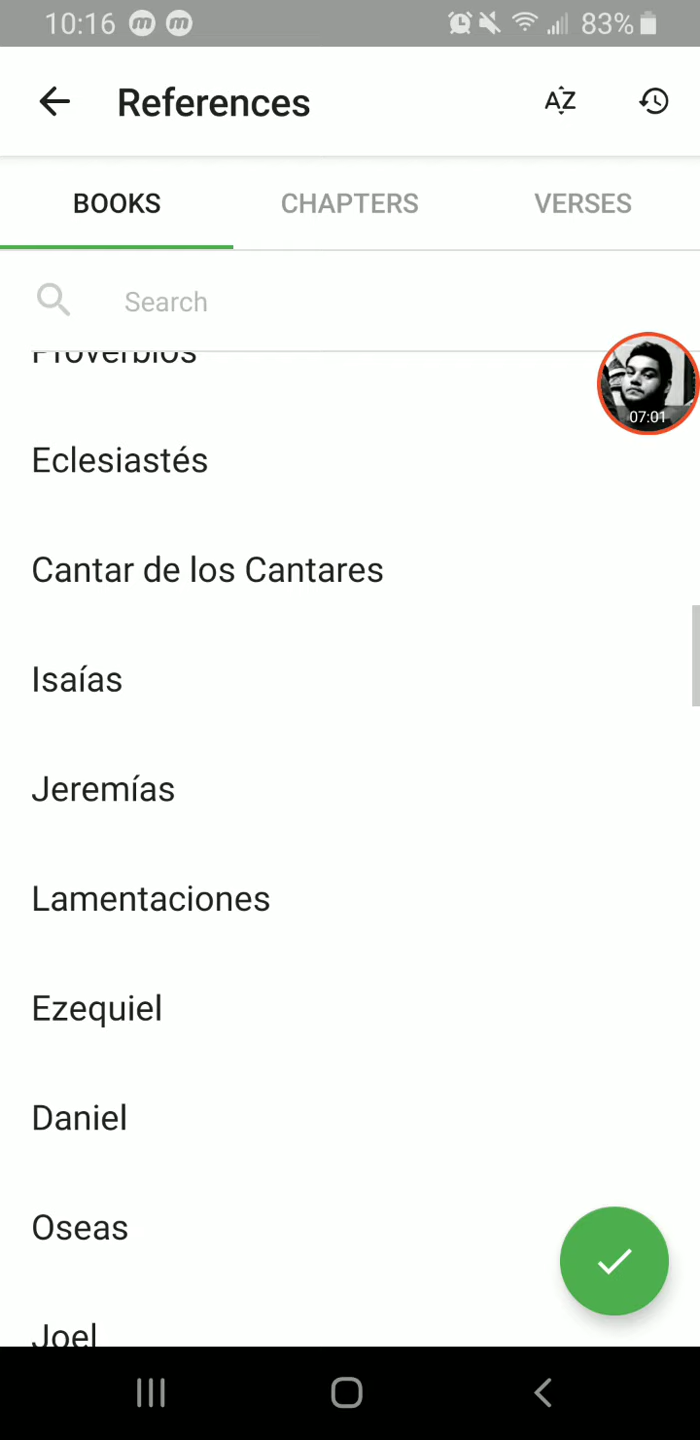 10:16 m m 83%
References AZ
BOOKS CHAPTERS VERSES
Search
Proverbios
07:01
Eclesiastés
Cantar de los Cantares
Isaías
Jeremías
Lamentaciones
Ezequiel
Daniel
Oseas
Joel